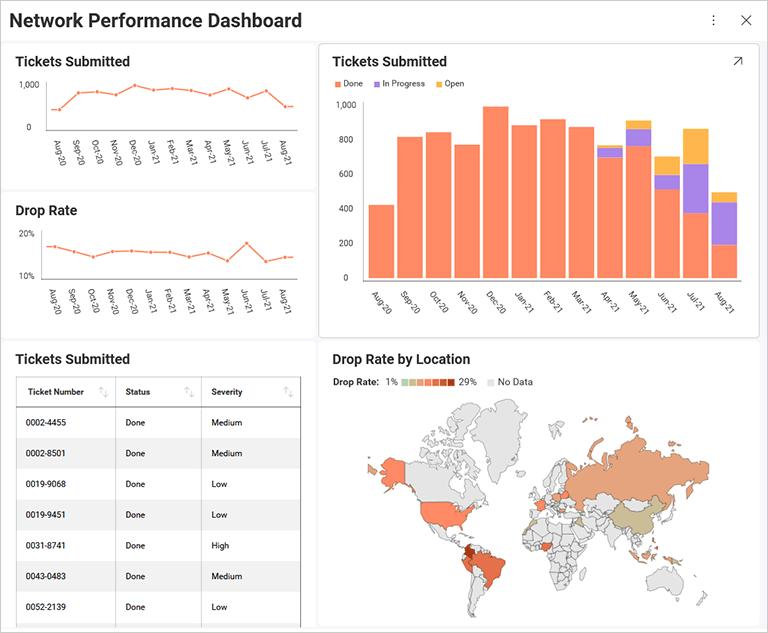 Network Performance Dashboard
Tickets Submitted
1,000
0
Aug-20 Sep-20 Oct-20 Nov-20 Dec-20 Jan-21 Feb-21 Mar-21 Apr-21 May-21 Jun-21 Jul-21 Aug-21
Drop Rate
20%
10%
Aug-20 Sep-20 Oct-20 Nov-20 Dec-20 Jan-21 Feb-21 Mar-21 Apr-21 May-21 Jun-21 Jul-21 Aug-21
Tickets Submitted
Done In Progress Open
1,000
800
600
400
200
0
Aug-20 Sep-20 Oct-20 Nov-20 Dec-20 Jan-21 Feb-21 Mar-21 Apr-21 May-21 Jun-21 Jul-21 Aug-21
Tickets Submitted
Ticket Number Status Severity
0002-4455 Done Medium
0002-8501 Done Medium
0019-9068 Done Low
0019-9451 Done Low
0031-8741 Done High
0043-0483 Done Medium
0052-2139 Done Low
Drop Rate by Location
Drop Rate: 1% 29% No Data